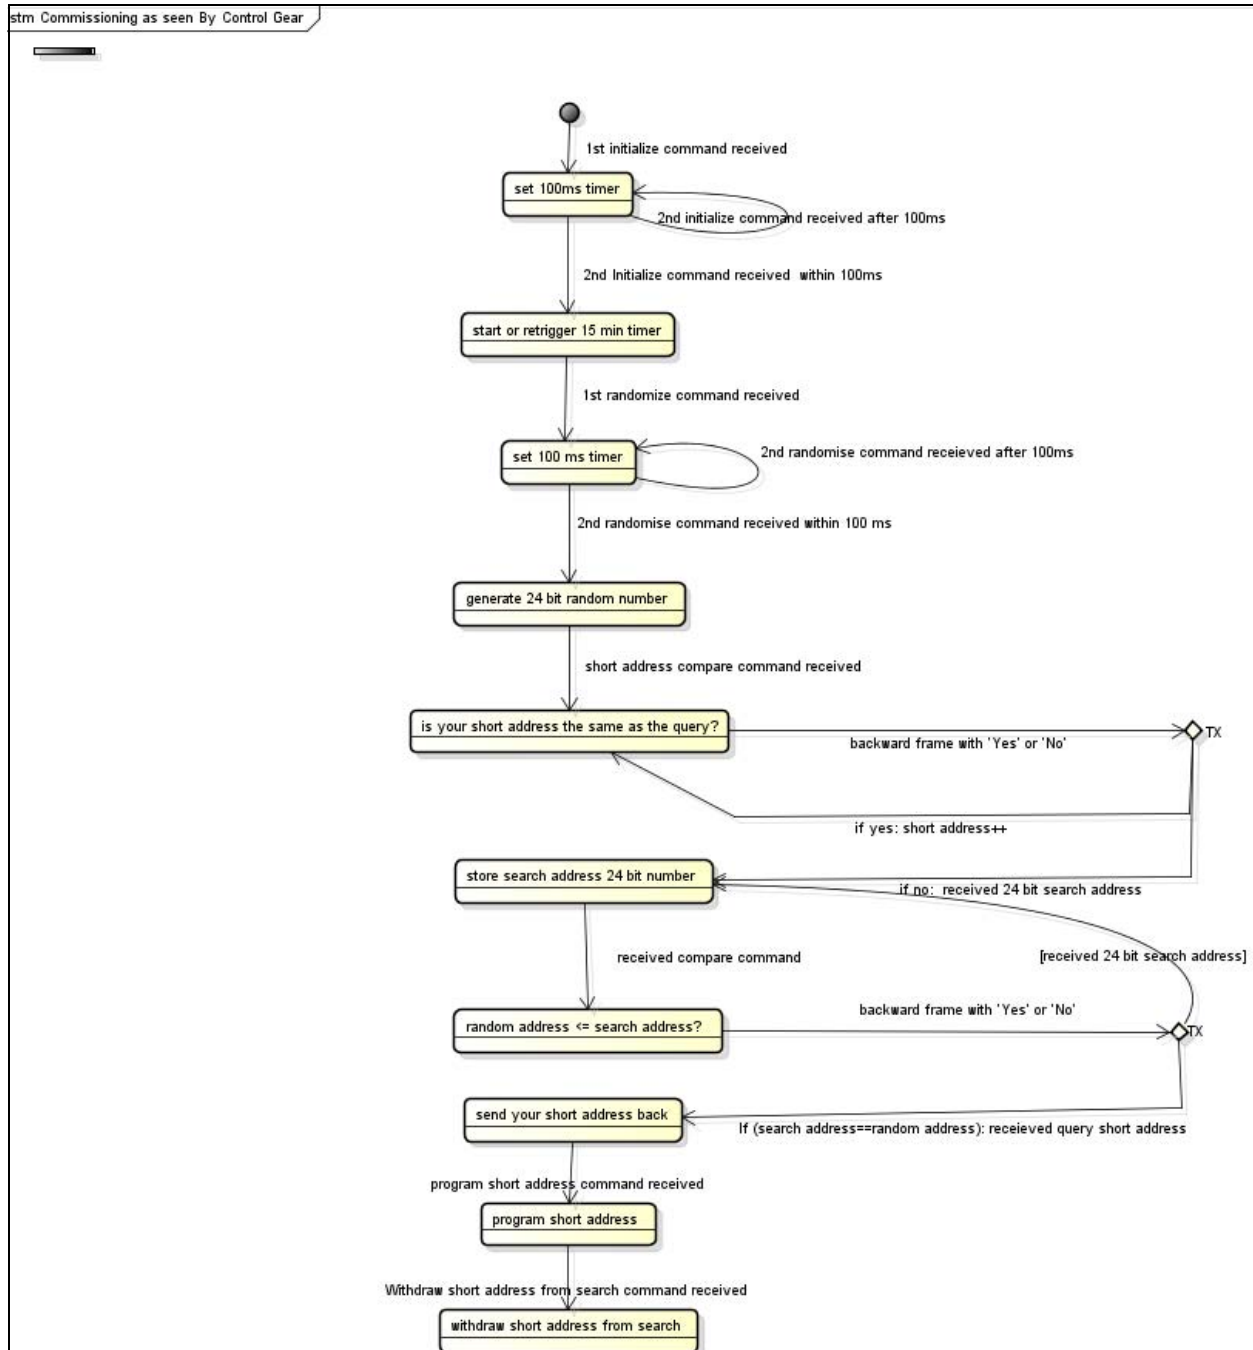 stm Commissioning as seen By Control Gear
1st initialize command received
set 100ms timer
2nd initialize command received after 100ms
2nd Initialize command received within 100ms
start or retrigger 15 min timer
1st randomize command received
set 100 ms timer
2nd randomise command receieved after 100ms
2nd randomise command received within 100 ms
generate 24 bit random number
short address compare command received
is your short address the same as the query?
TX
backward frame with 'Yes' or 'No'
if yes: short address++
store search address 24 bit number
if no: received 24 bit search address
received compare command
[received 24 bit search address]
backward frame with 'Yes' or 'No'
random address <= search address?
TX
send your short address back
If (search address==random address): receieved query short address
program short address command received
program short address
Withdraw short address from search command received
withdraw short address from search